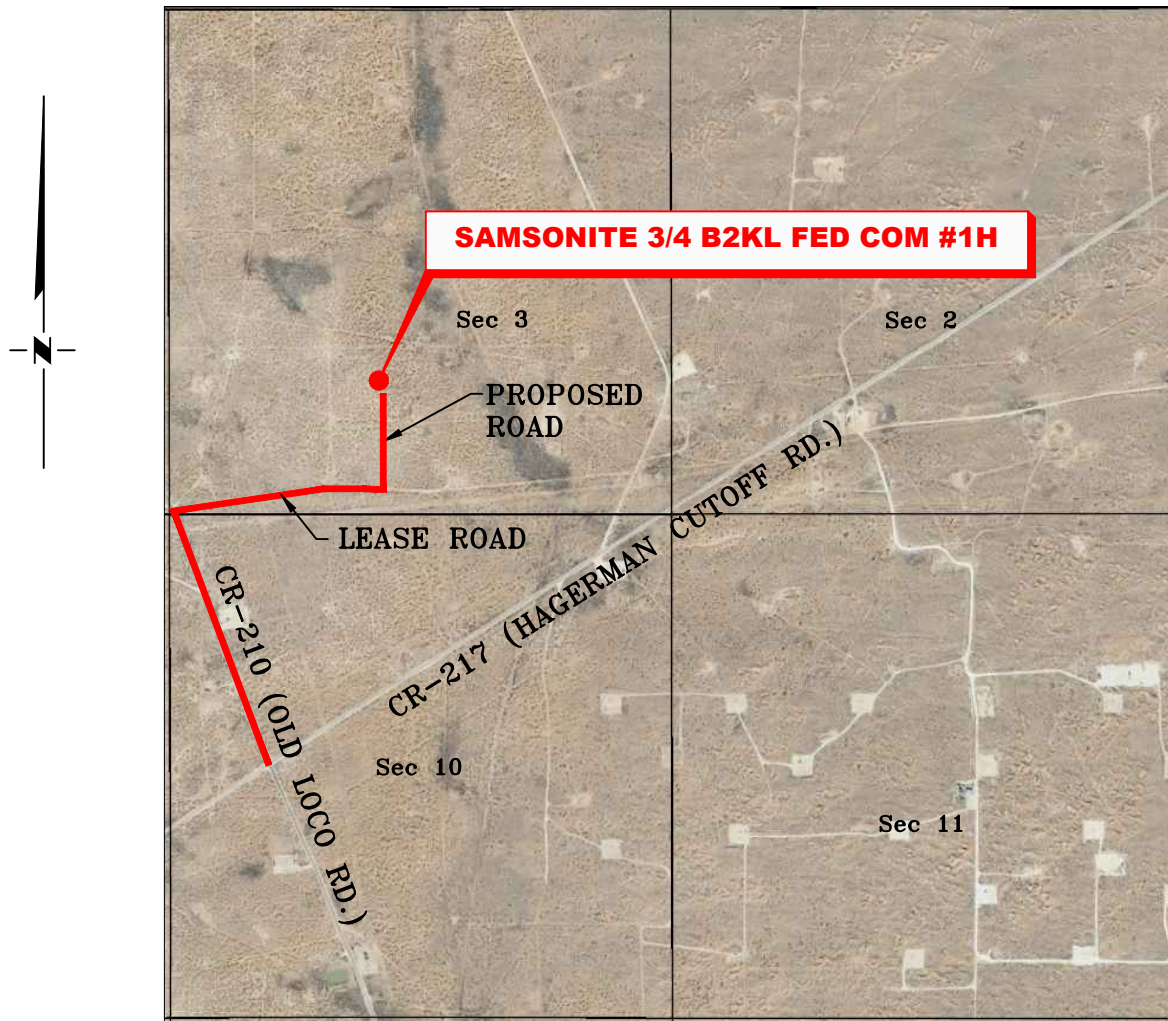 SAMSONITE 3/4 B2KL FED COM #1H
Sec 3
Sec 2
N
PROPOSED
ROAD
LEASE ROAD
CR-210 (OLD LOCO RD.)
CR-217 (HAGERMAN CUTOFF RD.)
Sec 10
Sec 11